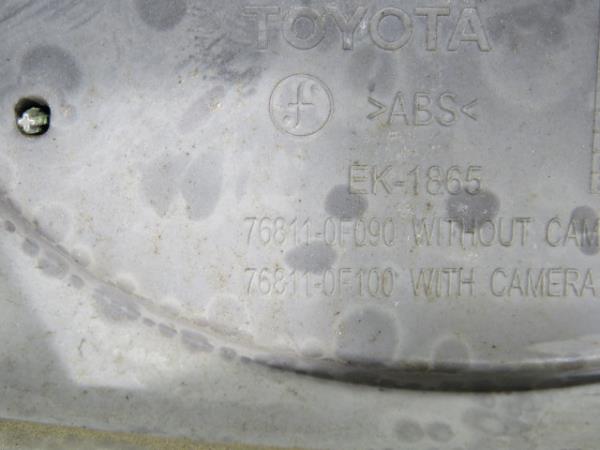 TOYOTA
f >ABS<
EK-1865
76811-0F090 WITHOUT CAM
76811-0F100 WITH CAMERA